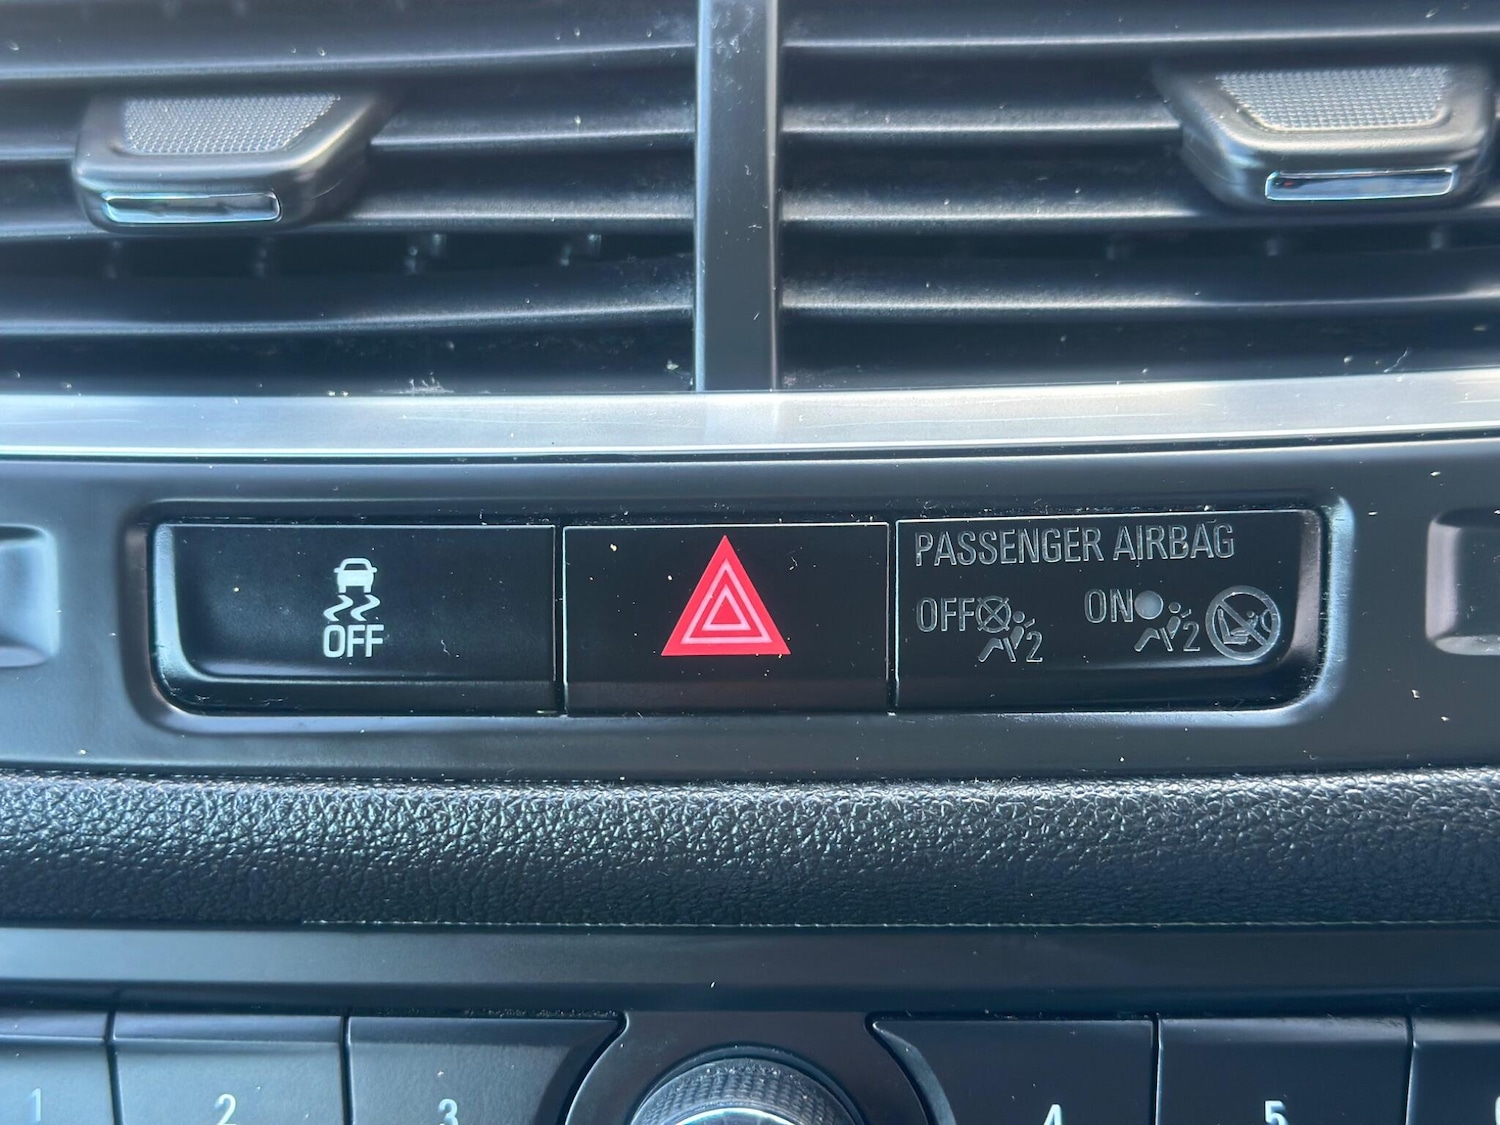 PASSENGER AIRBAG
OFF 2 ON 2
OFF
1 2 3 4 5